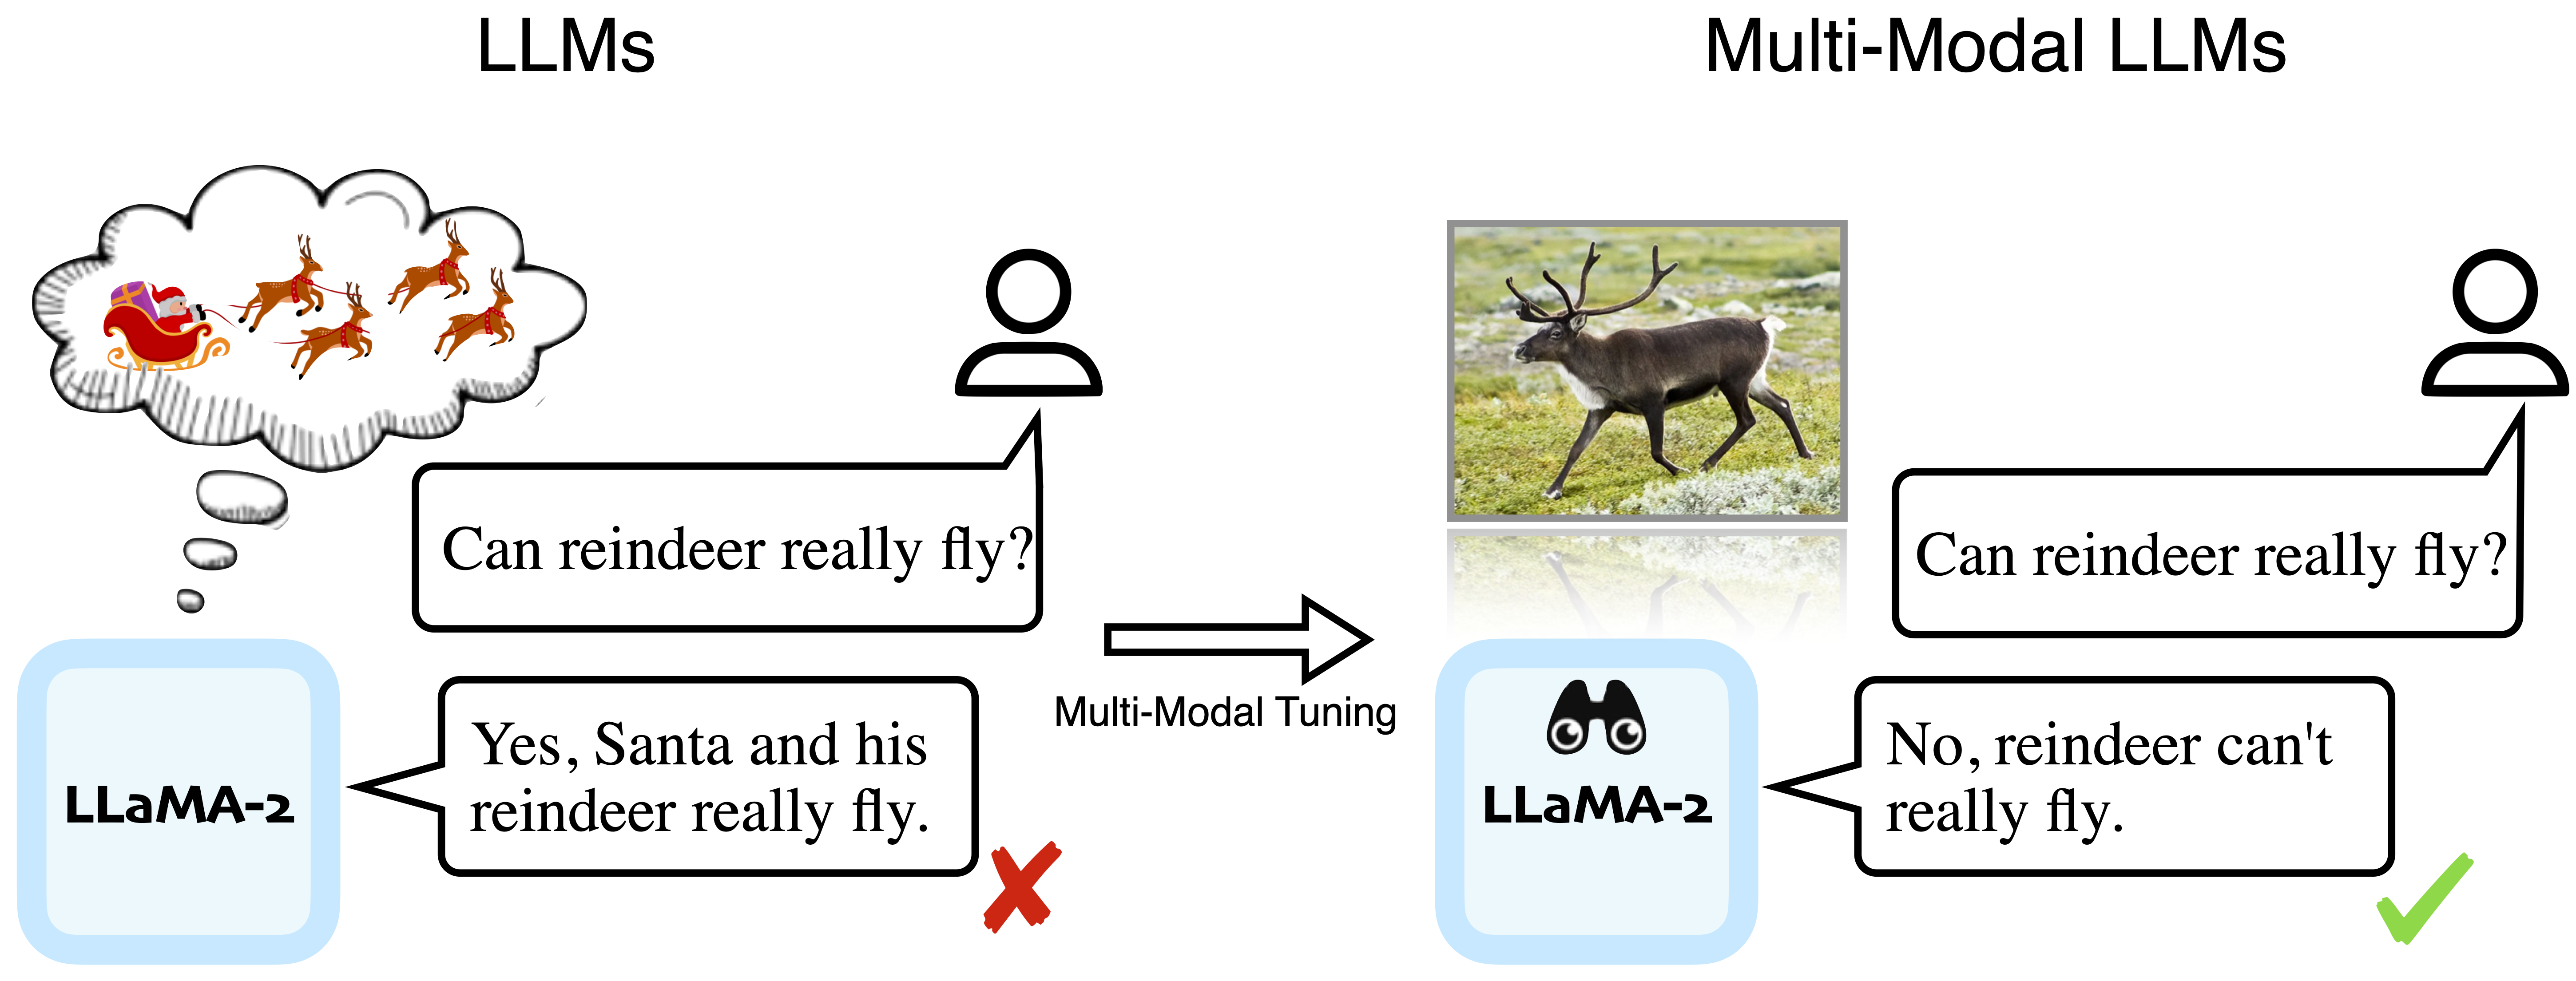 LLMs
Can reindeer really fly?
LLaMA-2
Yes, Santa and his
reindeer really fly.
Multi-Modal Tuning
Multi-Modal LLMs
Can reindeer really fly?
LLaMA-2
No, reindeer can't
really fly.